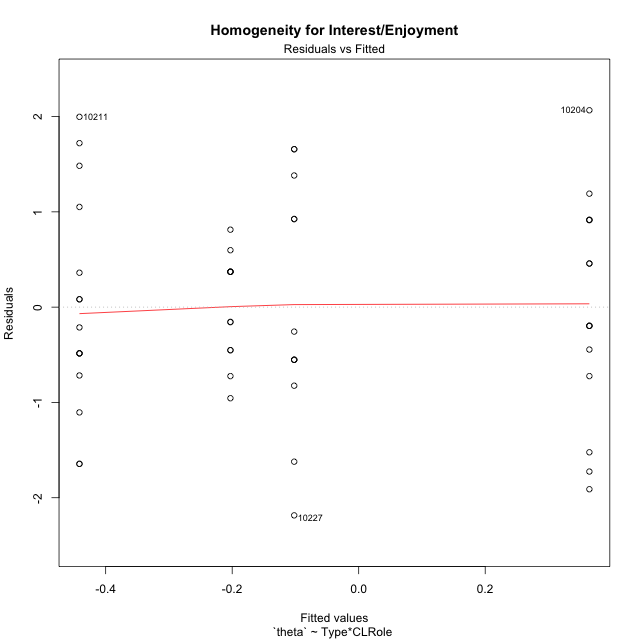 Homogeneity for Interest/Enjoyment
Residuals vs Fitted
10211
10204
10227
2
1
0
-1
-2
Residuals
-0.4 -0.2 0.0 0.2
Fitted values
`theta` ~ Type*CLRole